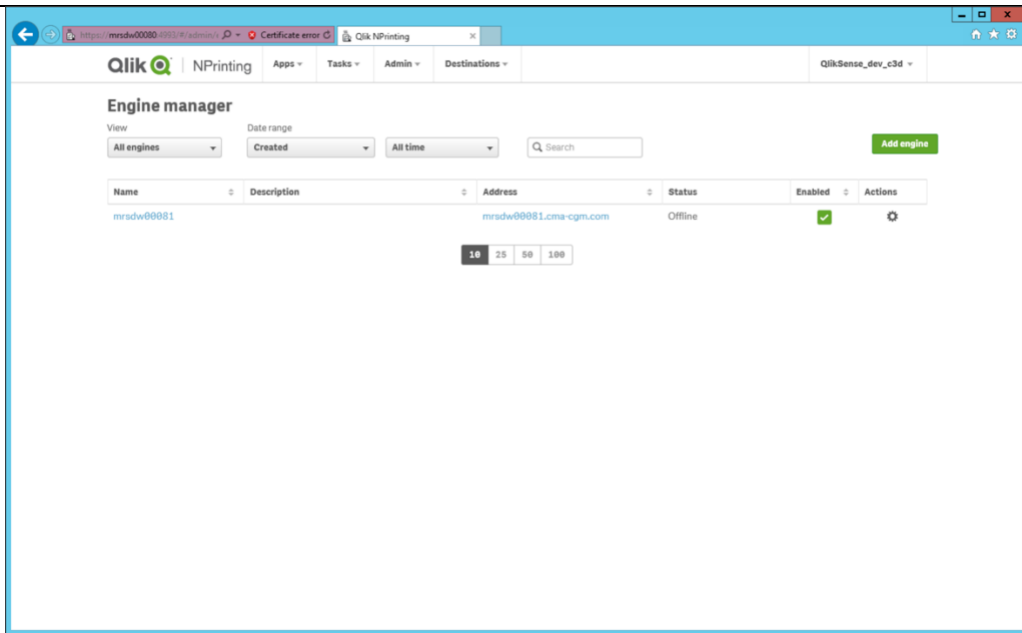 https://mrsdw00080:4993/#/admin/ Certificate error Qlik NPrinting
Qlik NPrinting Apps Tasks Admin Destinations QlikSense_dev_c3d
Engine manager
View Date range
All engines Created All time Search Add engine
Name Description Address Status Enabled Actions
mrsdw00081 mrsdw00081.cma-cgm.com Offline
10 25 50 100